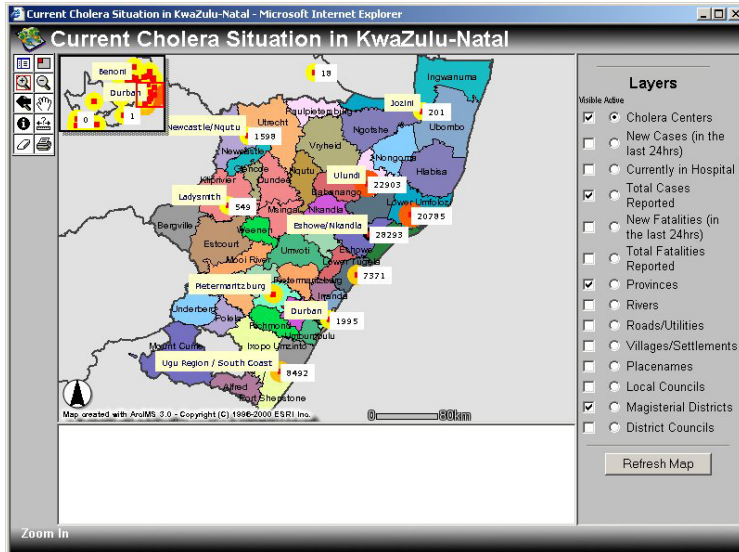 Current Cholera Situation in KwaZulu-Natal - Microsoft Internet Explorer
Current Cholera Situation in KwaZulu-Natal
Benoni
Durban
0
1
18
Ingwanuma
Jozini
201
Paulpietersburg
Utrecht
Ngotshe
Ubombo
Newcastle/Nqutu
1598
Vryheid
Newcastle
Nongoma
Glencoe
Nqutu
Ulundi
Hlabisa
Kliprivier
Dundee
22903
Babanango
Ladysmith
549
Msinga
Nkandla
Lower Umfolozi
20785
Bergville
Weenen
Eshowe/Nkandla
28293
Estcourt
Umvoti
Eshowe
Mooi River
Lower Tugela
7371
Pietermaritzburg
Pietermaritzburg
Inanda
Underberg
Durban
Polela
1995
Richmond
Umbumbulu
Mount Currie
Ixopo
Umzinto
Ugu Region / South Coast
8492
Alfred
Port Shepstone
Map created with ArcIMS 3.0 - Copyright (C) 1996-2000 ESRI Inc.
0
80km
Layers
Visible Active
Cholera Centers
New Cases (in the
last 24hrs)
Currently in Hospital
Total Cases
Reported
New Fatalities (in
the last 24hrs)
Total Fatalities
Reported
Provinces
Rivers
Roads/Utilities
Villages/Settlements
Placenames
Local Councils
Magisterial Districts
District Councils
Refresh Map
Zoom In